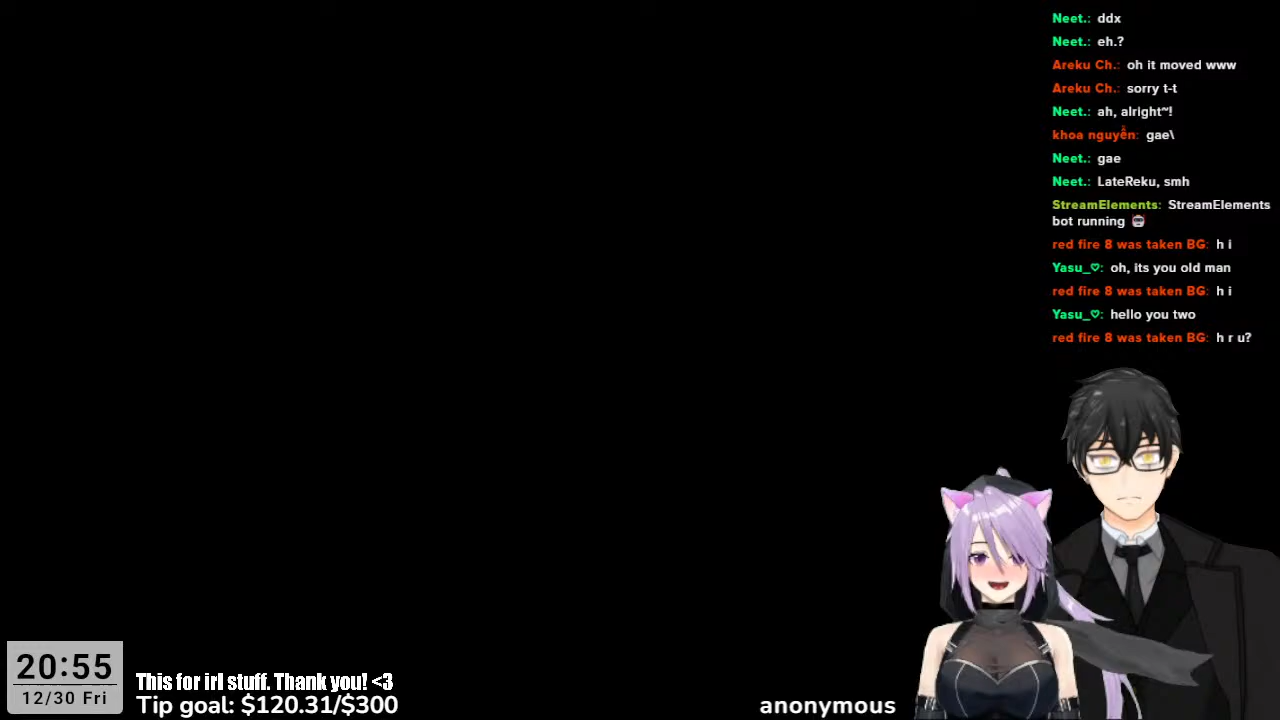 Neet.: ddx
Neet.: eh.?
Areku Ch.: oh it moved www
Areku Ch.: sorry t-t
Neet.: ah, alright~!
khoa nguyễn: gae\
Neet.: gae
Neet.: LateReku, smh
StreamElements: StreamElements
bot running
red fire 8 was taken BG: h i
Yasu_♡: oh, its you old man
red fire 8 was taken BG: h i
Yasu_♡: hello you two
red fire 8 was taken BG: h r u?
20:55
12/30 Fri
This for irl stuff. Thank you! <3
Tip goal: $120.31/$300
anonymous